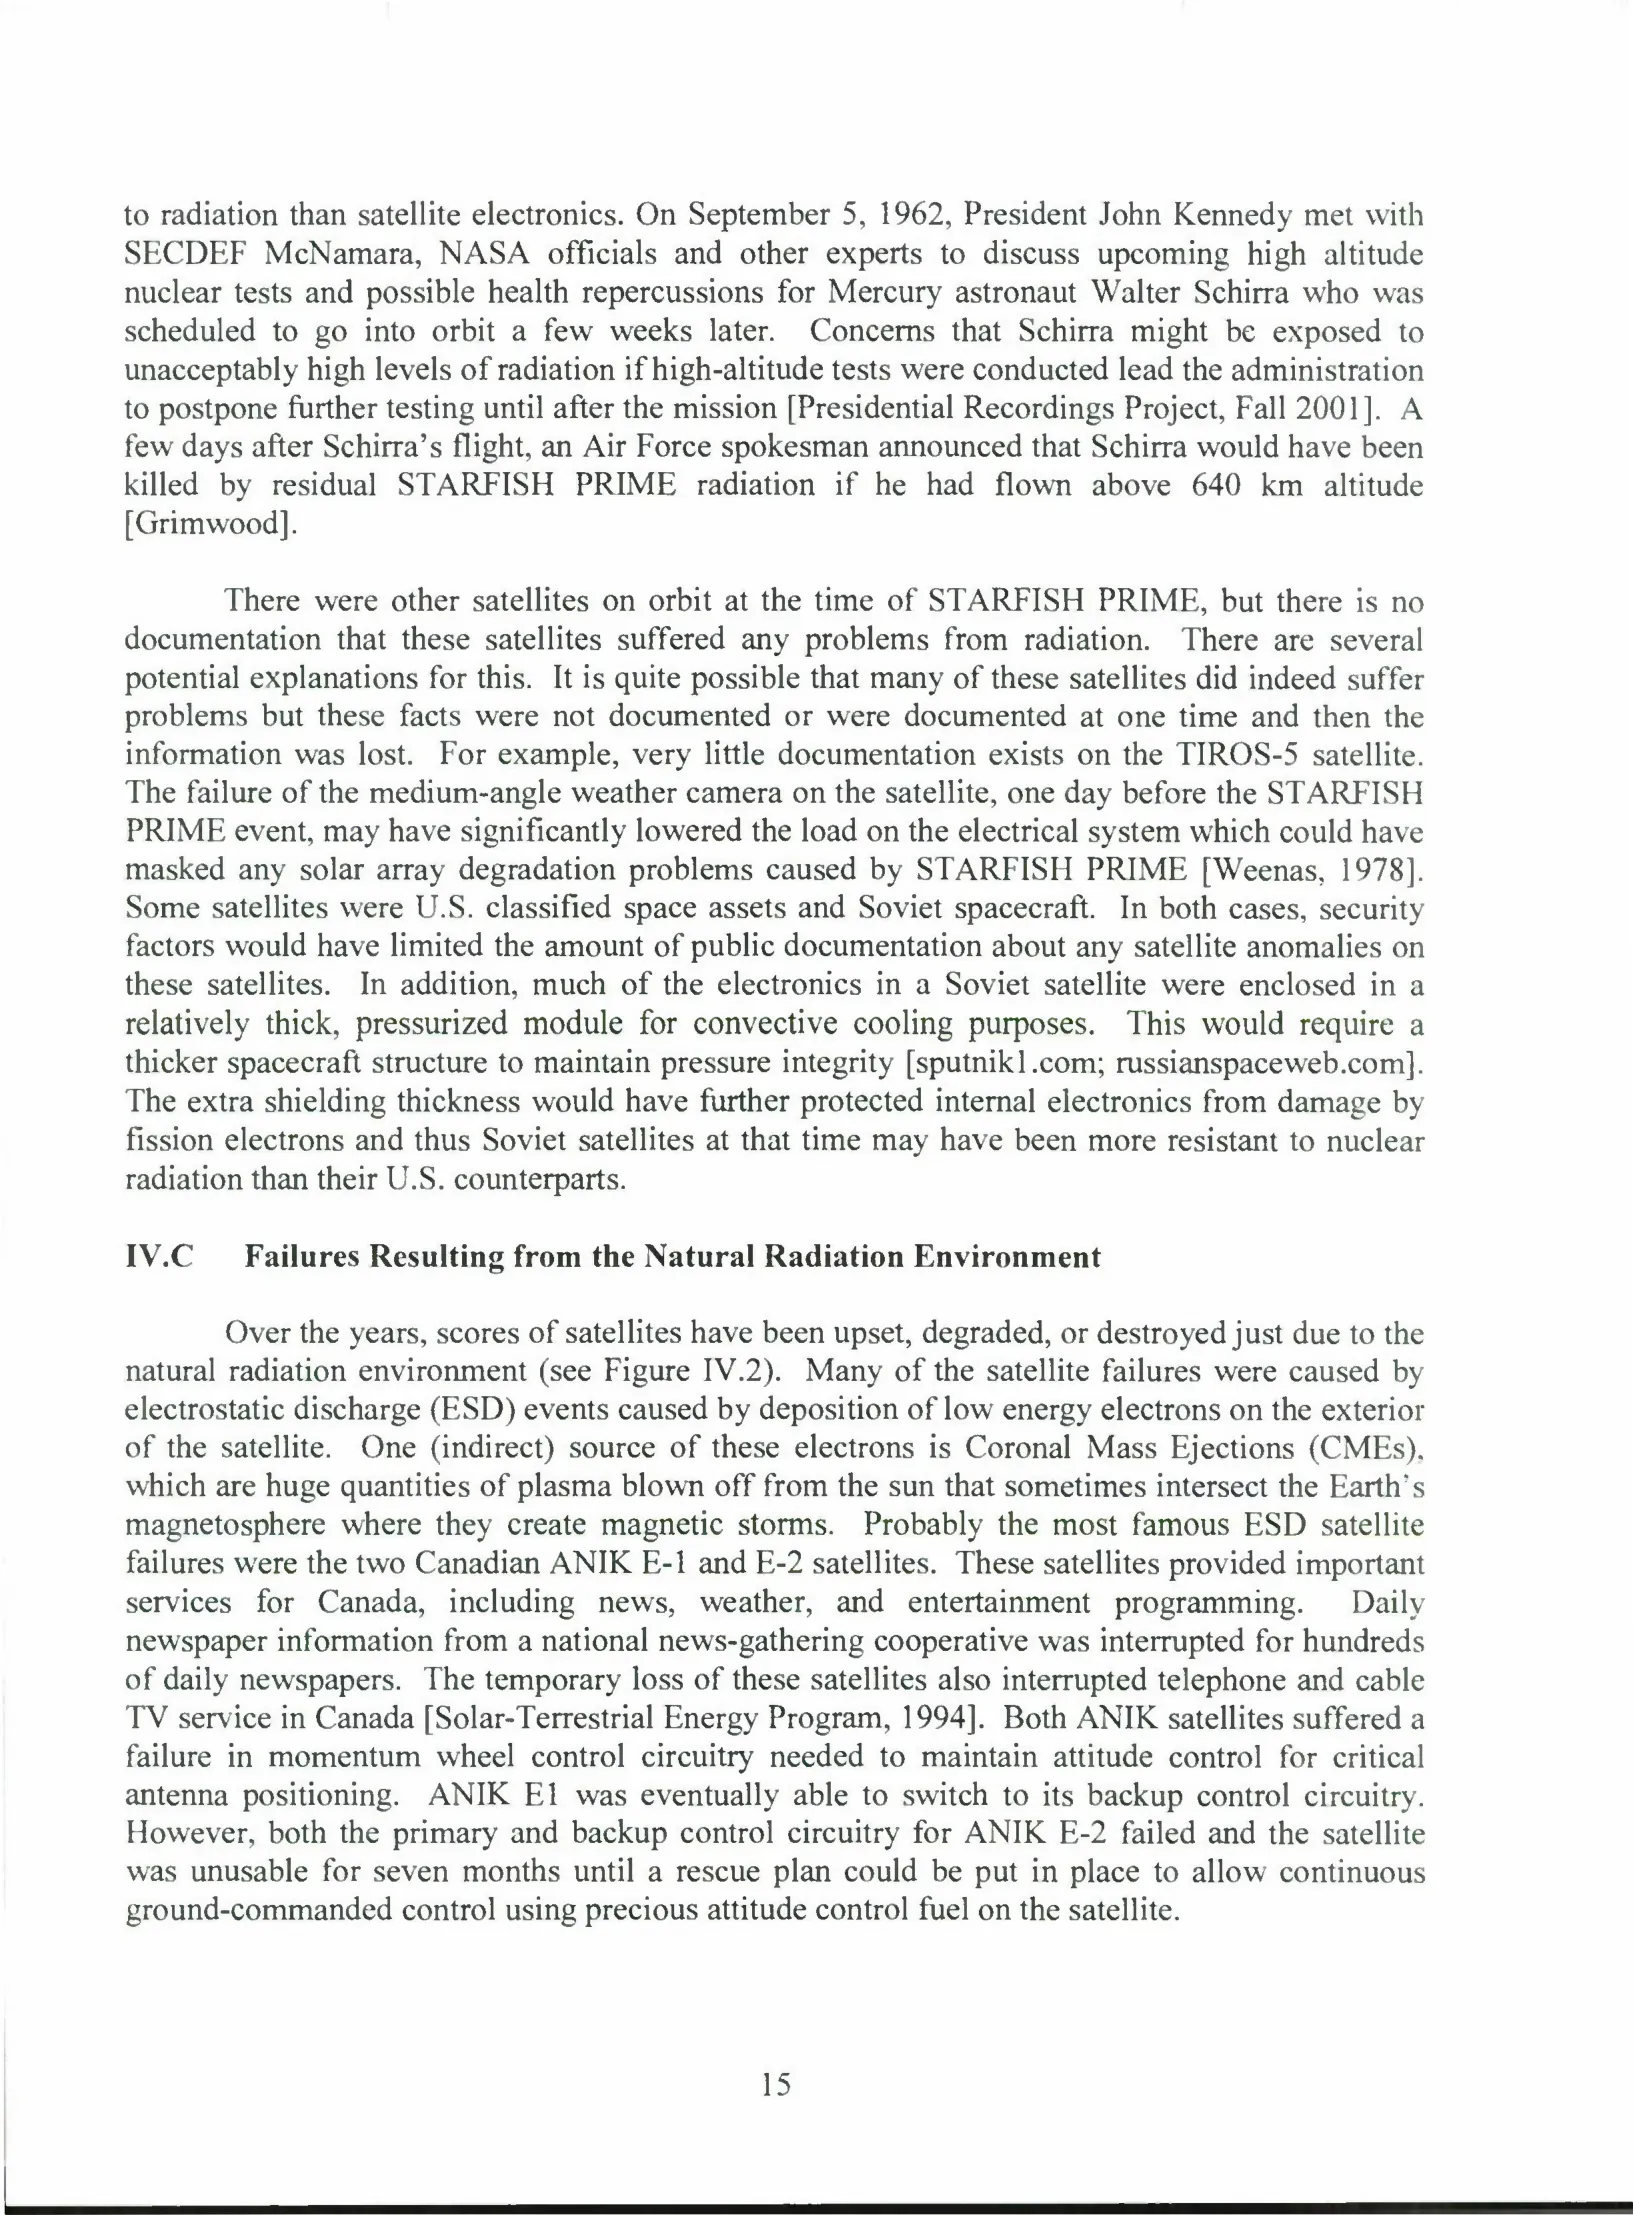 to radiation than satellite electronics. On September 5, 1962, President John Kennedy met with
SECDEF McNamara, NASA officials and other experts to discuss upcoming high altitude
nuclear tests and possible health repercussions for Mercury astronaut Walter Schirra who was
scheduled to go into orbit a few weeks later. Concerns that Schirra might be exposed to
unacceptably high levels of radiation if high-altitude tests were conducted lead the administration
to postpone further testing until after the mission [Presidential Recordings Project, Fall 2001]. A
few days after Schirra's flight, an Air Force spokesman announced that Schirra would have been
killed by residual STARFISH PRIME radiation if he had flown above 640 km altitude
[Grimwood].
There were other satellites on orbit at the time of STARFISH PRIME, but there is no
documentation that these satellites suffered any problems from radiation. There are several
potential explanations for this. It is quite possible that many of these satellites did indeed suffer
problems but these facts were not documented or were documented at one time and then the
information was lost. For example, very little documentation exists on the TIROS-5 satellite.
The failure of the medium-angle weather camera on the satellite, one day before the STARFISH
PRIME event, may have significantly lowered the load on the electrical system which could have
masked any solar array degradation problems caused by STARFISH PRIME [Weenas, 1978].
Some satellites were U.S. classified space assets and Soviet spacecraft. In both cases, security
factors would have limited the amount of public documentation about any satellite anomalies on
these satellites. In addition, much of the electronics in a Soviet satellite were enclosed in a
relatively thick, pressurized module for convective cooling purposes. This would require a
thicker spacecraft structure to maintain pressure integrity [sputnik1.com; russianspaceweb.com].
The extra shielding thickness would have further protected internal electronics from damage by
fission electrons and thus Soviet satellites at that time may have been more resistant to nuclear
radiation than their U.S. counterparts.
IV.C Failures Resulting from the Natural Radiation Environment
Over the years, scores of satellites have been upset, degraded, or destroyed just due to the
natural radiation environment (see Figure IV.2). Many of the satellite failures were caused by
electrostatic discharge (ESD) events caused by deposition of low energy electrons on the exterior
of the satellite. One (indirect) source of these electrons is Coronal Mass Ejections (CMEs),
which are huge quantities of plasma blown off from the sun that sometimes intersect the Earth's
magnetosphere where they create magnetic storms. Probably the most famous ESD satellite
failures were the two Canadian ANIK E-1 and E-2 satellites. These satellites provided important
services for Canada, including news, weather, and entertainment programming. Daily
newspaper information from a national news-gathering cooperative was interrupted for hundreds
of daily newspapers. The temporary loss of these satellites also interrupted telephone and cable
TV service in Canada [Solar-Terrestrial Energy Program, 1994]. Both ANIK satellites suffered a
failure in momentum wheel control circuitry needed to maintain attitude control for critical
antenna positioning. ANIK E1 was eventually able to switch to its backup control circuitry.
However, both the primary and backup control circuitry for ANIK E-2 failed and the satellite
was unusable for seven months until a rescue plan could be put in place to allow continuous
ground-commanded control using precious attitude control fuel on the satellite.
15